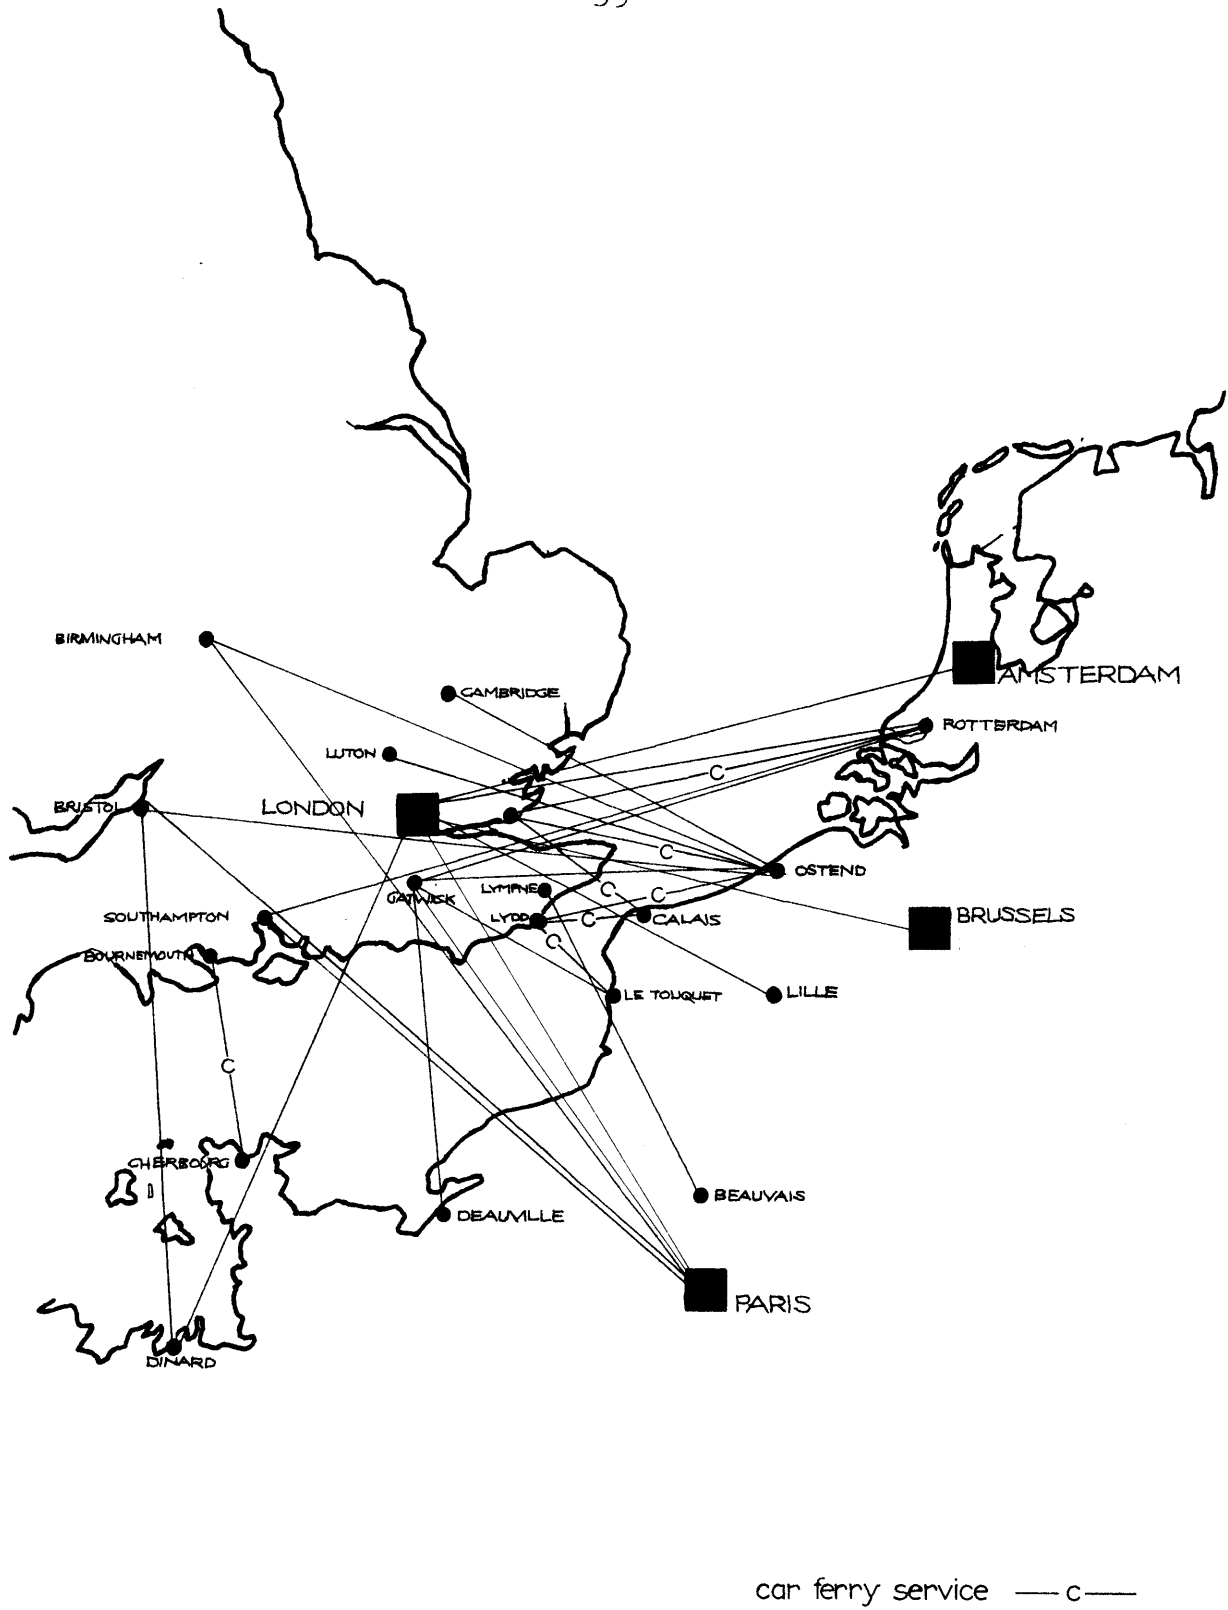 BIRMINGHAM
CAMBRIDGE
AMSTERDAM
ROTTERDAM
LUTON
C
BRISTOL
LONDON
C
OSTEND
LYMPNE
C
C
GATWICK
SOUTHAMPTON
LYDD
C
CALAIS
BRUSSELS
C
BOURNEMOUTH
LE TOUQUET
LILLE
C
CHERBOURG
BEAUVAIS
DEAUVILLE
PARIS
DINARD
car ferry service —c—